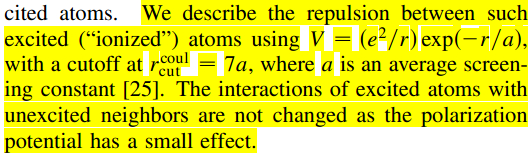 cited atoms. We describe the repulsion between such
excited (“ionized”) atoms using V = (e²/r) exp(−r/a),
with a cutoff at r_cut^coul = 7a, where a is an average screen-
ing constant [25]. The interactions of excited atoms with
unexcited neighbors are not changed as the polarization
potential has a small effect.